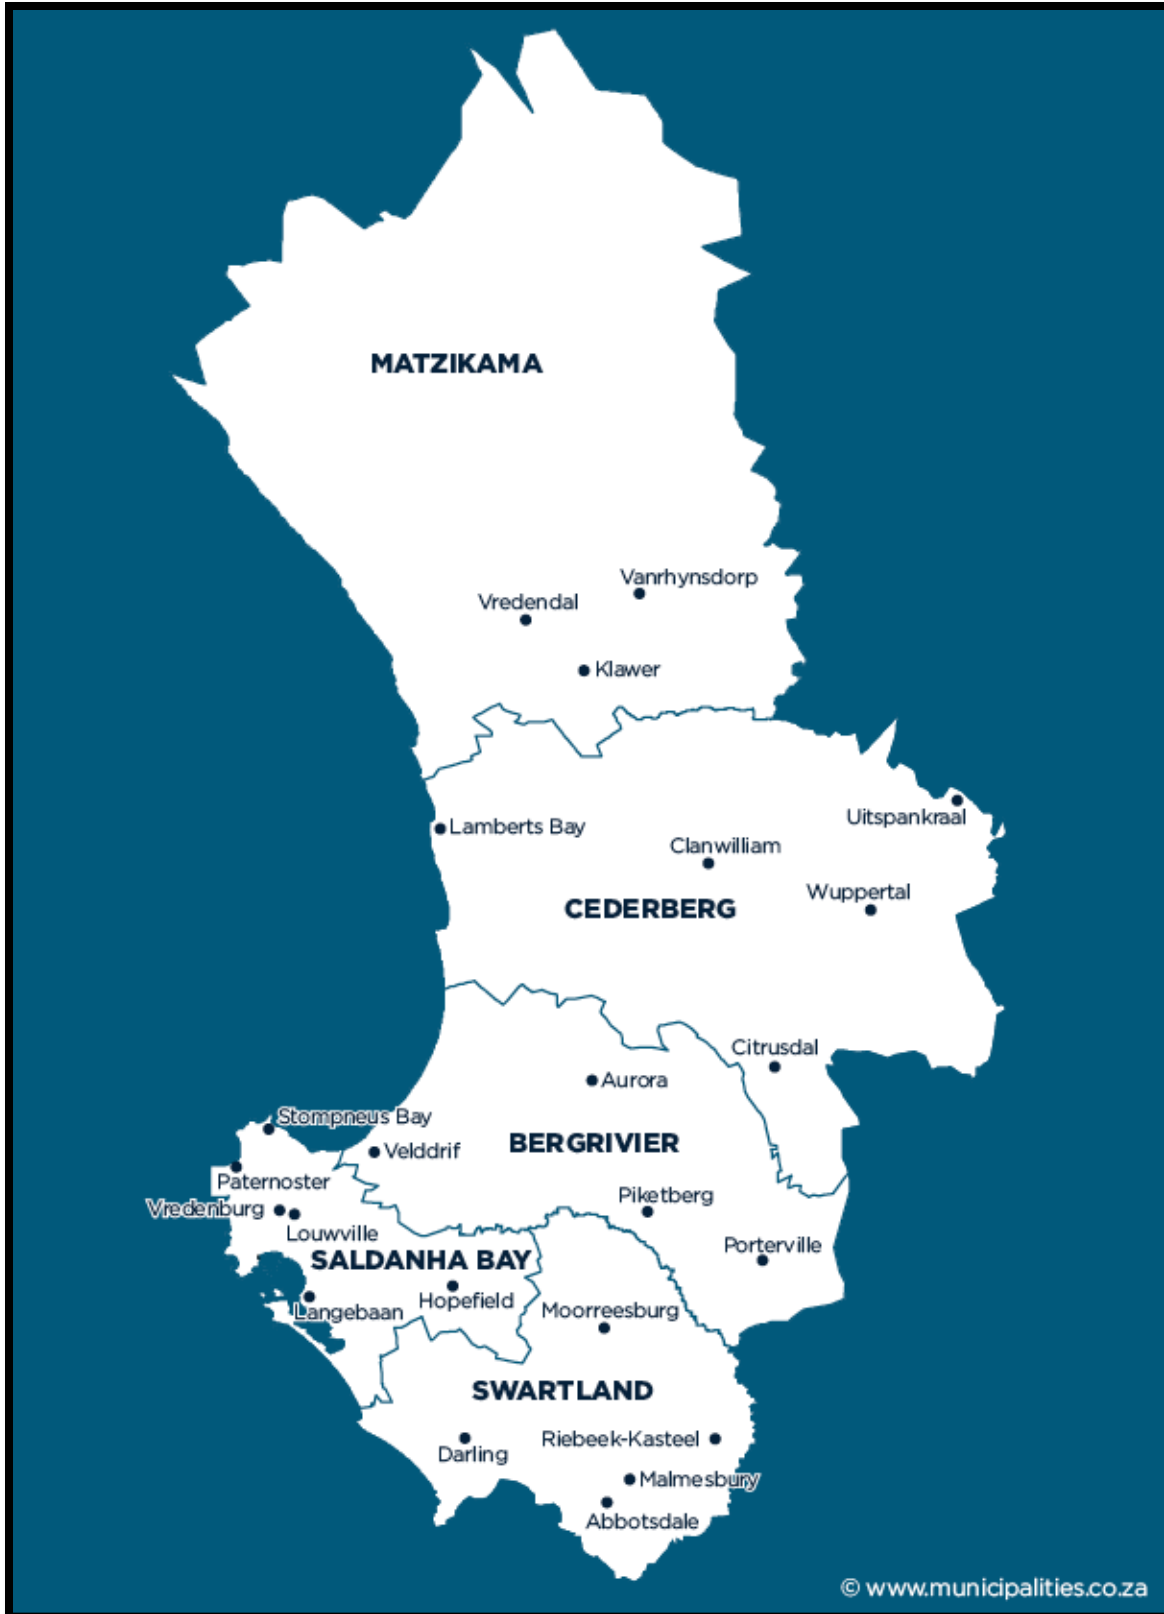 MATZIKAMA
Vanrhynsdorp
Vredendal
Klawer
Uitspankraal
Lamberts Bay
Clanwilliam
Wuppertal
CEDERBERG
Citrusdal
Aurora
Stompneus Bay
BERGRIVIER
Velddrif
Paternoster
Piketberg
Vredenburg
Louwville
Porterville
SALDANHA BAY
Hopefield
Langebaan
Moorreesburg
SWARTLAND
Riebeek-Kasteel
Darling
Malmesbury
Abbotsdale
© www.municipalities.co.za